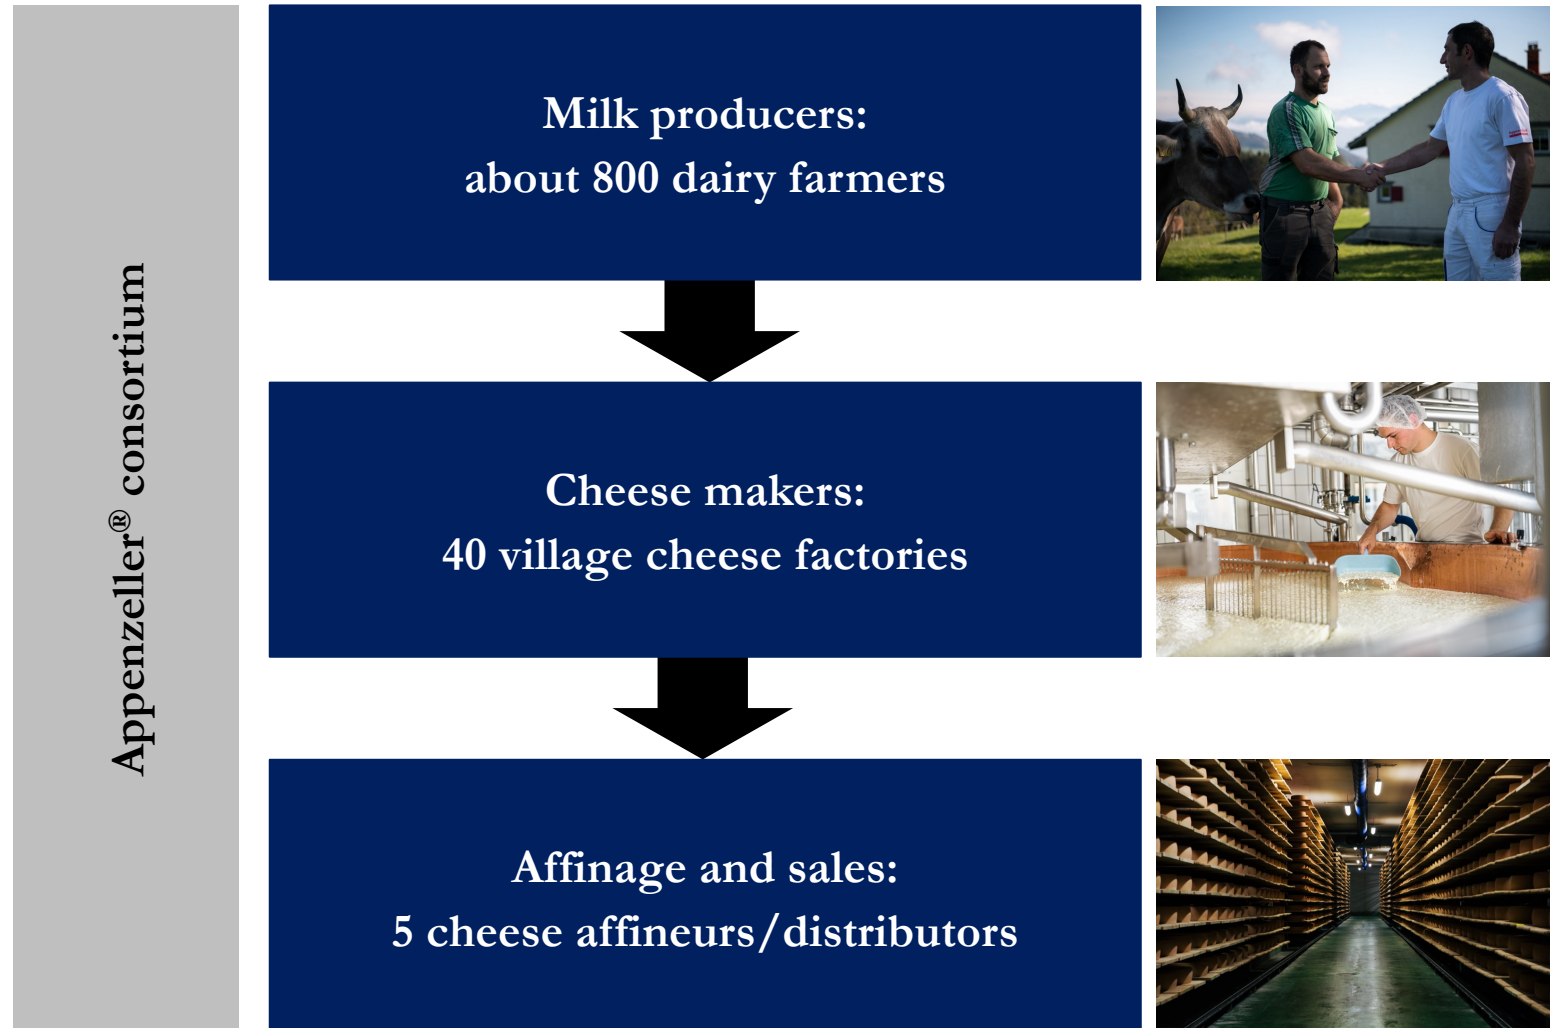 Appenzeller® consortium
Milk producers:
about 800 dairy farmers
Cheese makers:
40 village cheese factories
Affinage and sales:
5 cheese affineurs/distributors